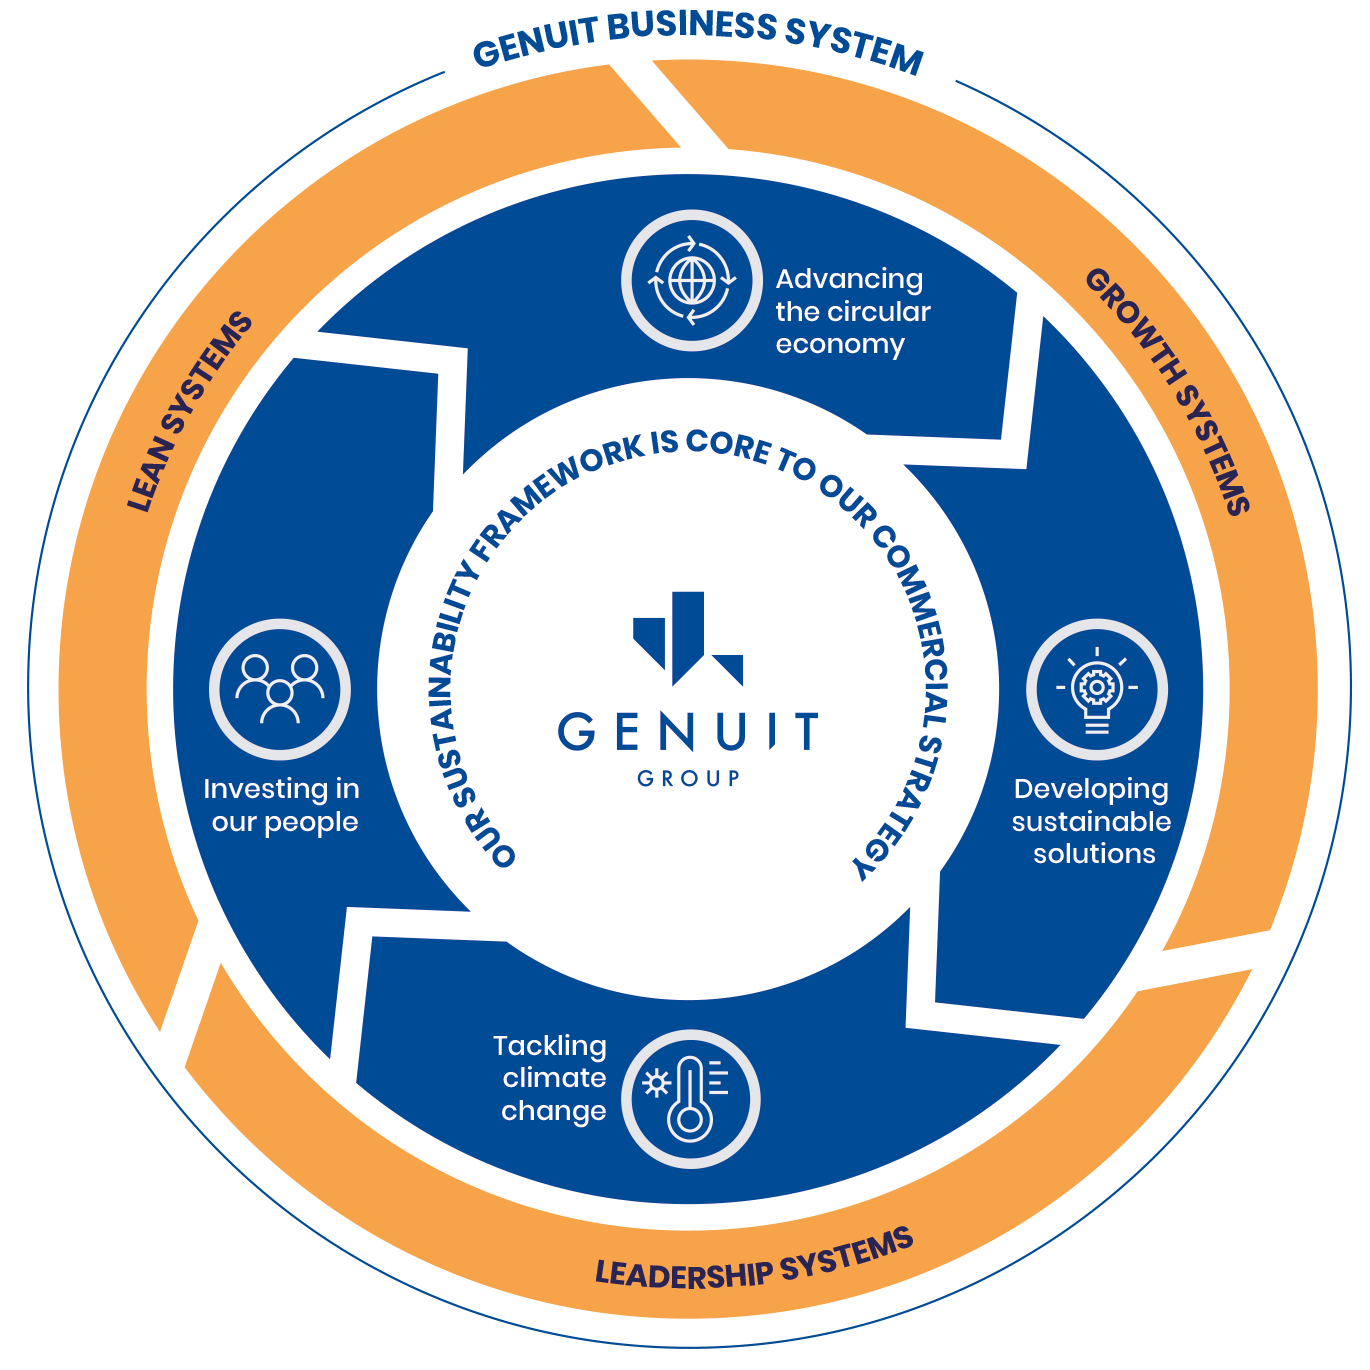 GENUIT BUSINESS SYSTEM
LEAN SYSTEMS
GROWTH SYSTEMS
LEADERSHIP SYSTEMS
Advancing
the circular
economy
Developing
sustainable
solutions
Tackling
climate
change
Investing in
our people
OUR SUSTAINABILITY FRAMEWORK IS CORE TO OUR COMMERCIAL STRATEGY
GENUIT
GROUP